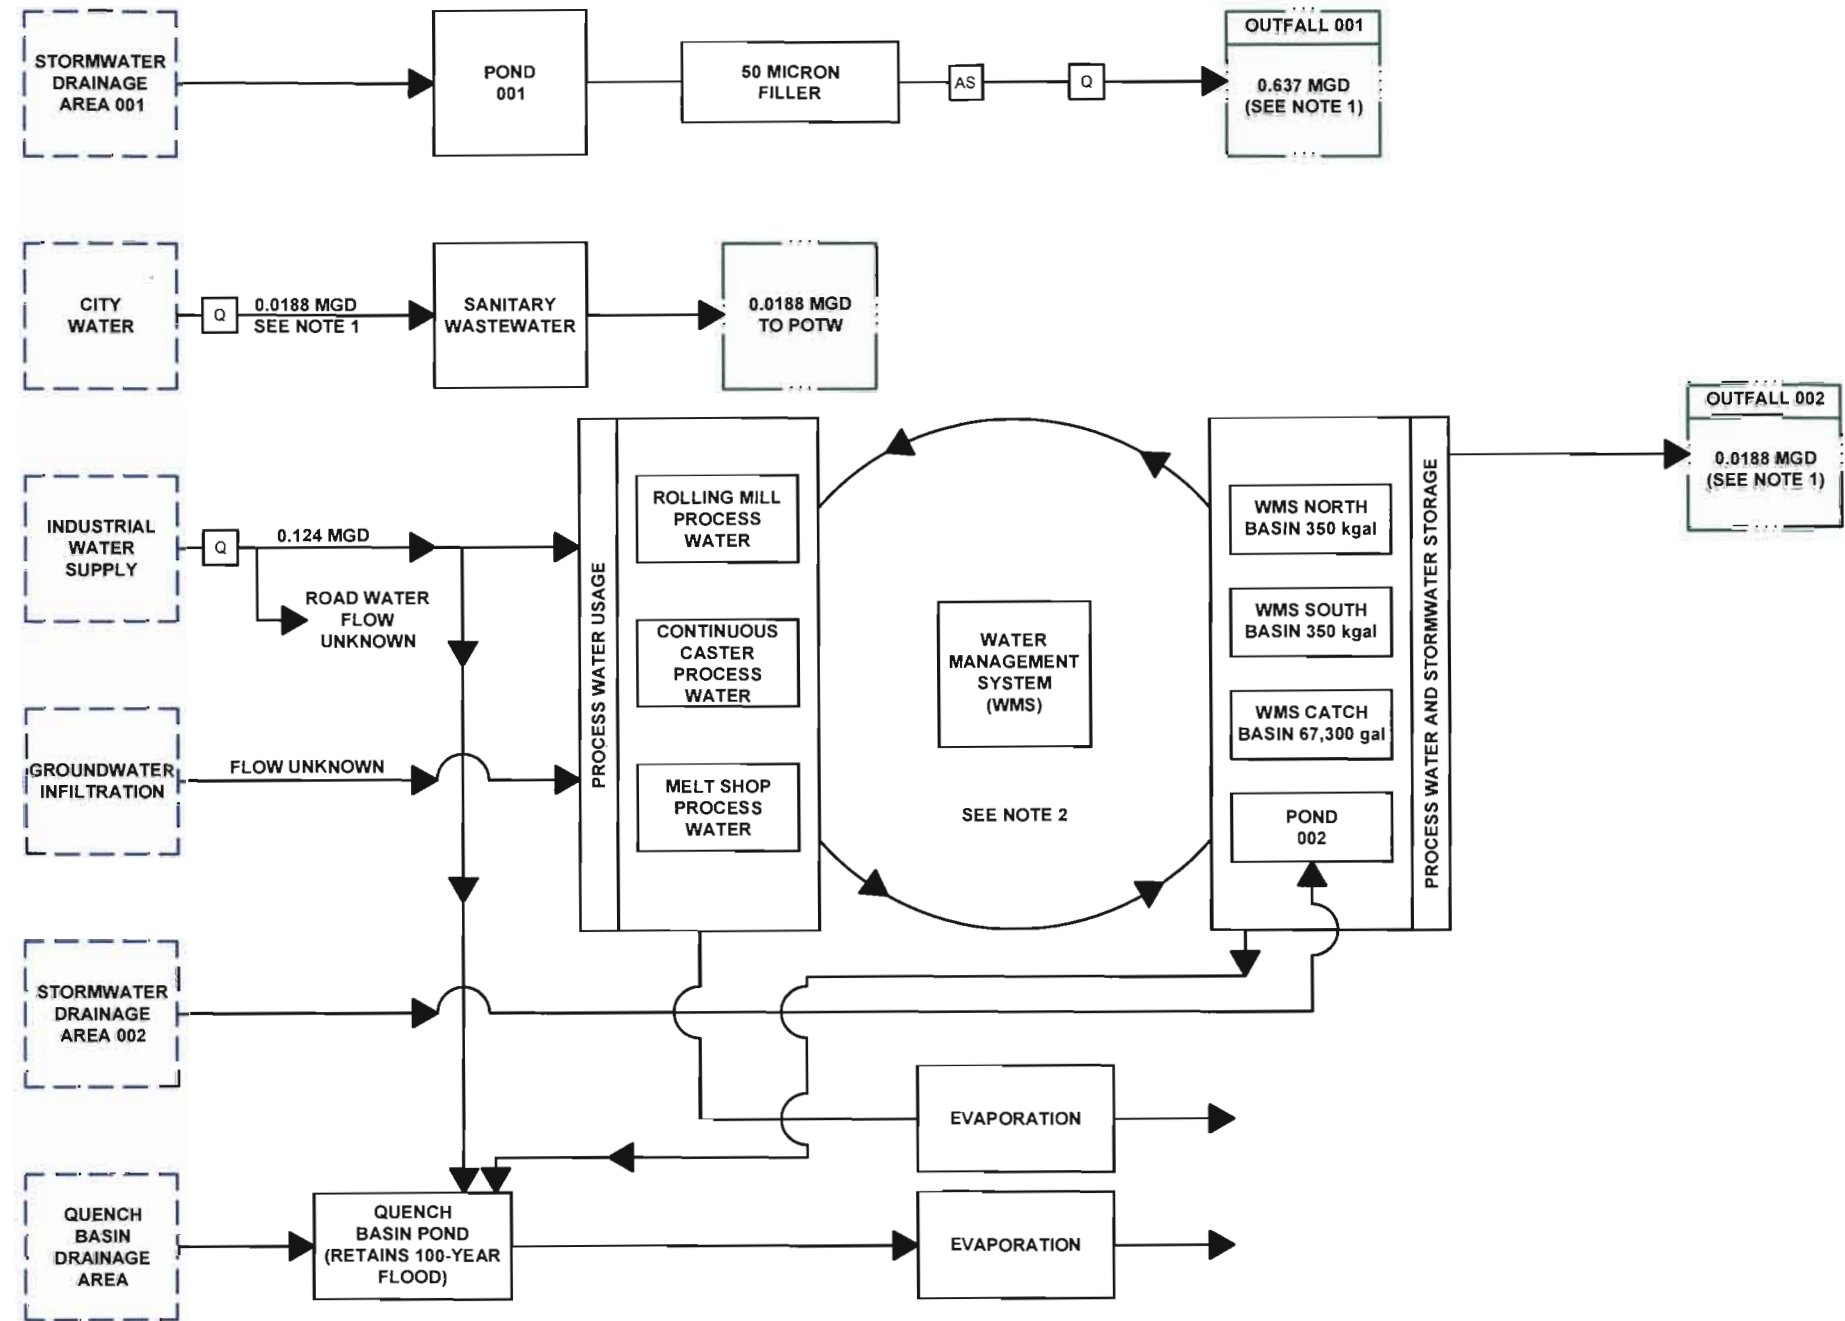 STORMWATER
DRAINAGE
AREA 001
POND
001
50 MICRON
FILLER
AS
Q
OUTFALL 001
0.637 MGD
(SEE NOTE 1)
CITY
WATER
Q
0.0188 MGD
SEE NOTE 1
SANITARY
WASTEWATER
0.0188 MGD
TO POTW
OUTFALL 002
0.0188 MGD
(SEE NOTE 1)
INDUSTRIAL
WATER
SUPPLY
Q
0.124 MGD
ROAD WATER
FLOW
UNKNOWN
PROCESS WATER USAGE
ROLLING MILL
PROCESS
WATER
CONTINUOUS
CASTER
PROCESS
WATER
MELT SHOP
PROCESS
WATER
WATER
MANAGEMENT
SYSTEM
(WMS)
SEE NOTE 2
WMS NORTH
BASIN 350 kgal
WMS SOUTH
BASIN 350 kgal
WMS CATCH
BASIN 67,300 gal
POND
002
PROCESS WATER AND STORMWATER STORAGE
GROUNDWATER
INFILTRATION
FLOW UNKNOWN
STORMWATER
DRAINAGE
AREA 002
EVAPORATION
QUENCH
BASIN
DRAINAGE
AREA
QUENCH
BASIN POND
(RETAINS 100-YEAR
FLOOD)
EVAPORATION